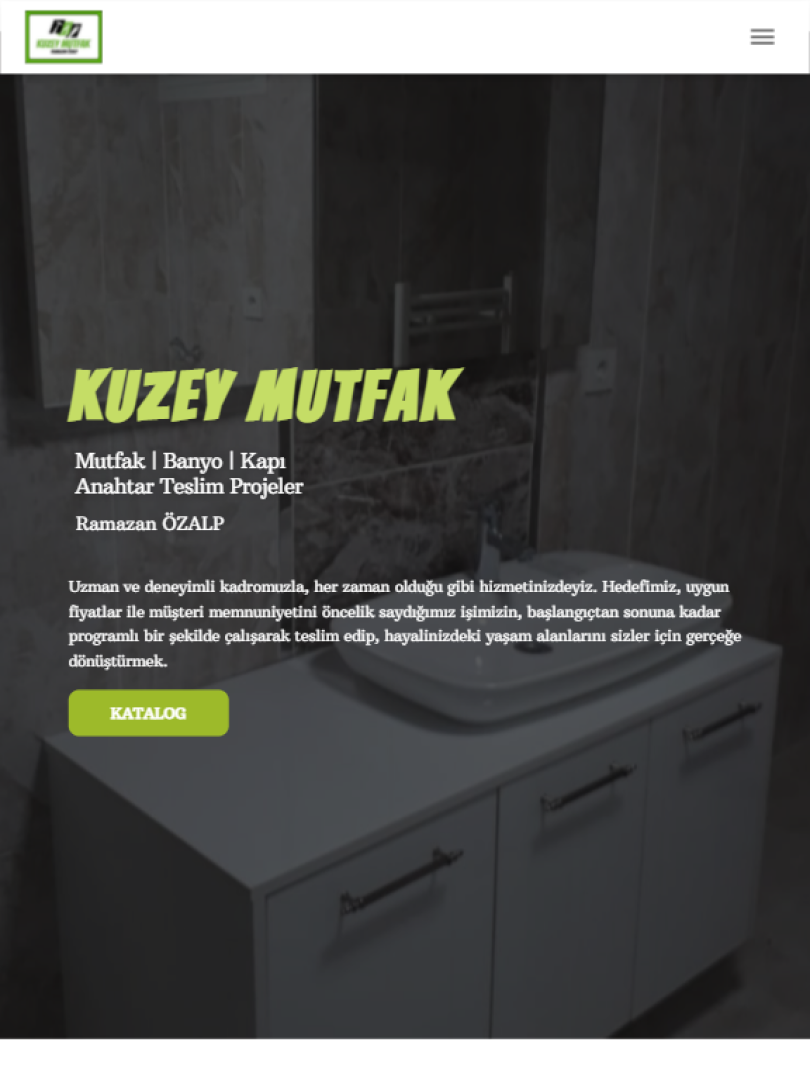 KUZEY MUTFAK
KUZEY MUTFAK
Mutfak | Banyo | Kapı
Anahtar Teslim Projeler
Ramazan ÖZALP
Uzman ve deneyimli kadromuzla, her zaman olduğu gibi hizmetinizdeyiz. Hedefimiz, uygun
fiyatlar ile müşteri memnuniyetini öncelik saydığımız işimizin, başlangıçtan sonuna kadar
programlı bir şekilde çalışarak teslim edip, hayalinizdeki yaşam alanlarını sizler için gerçeğe
dönüştürmek.
KATALOG